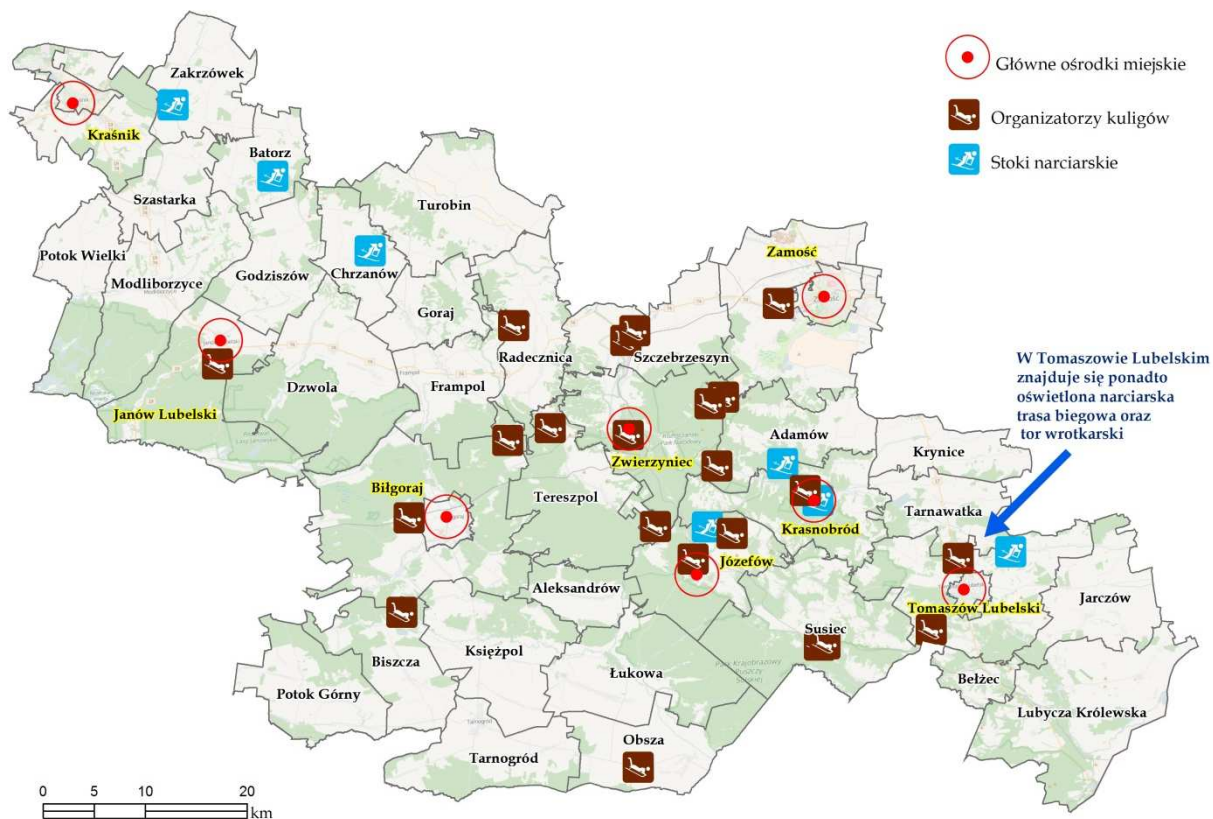 Główne ośrodki miejskie
Organizatorzy kuligów
Stoki narciarskie
Zakrzówek
Kraśnik
Batorz
Szastarka
Turobin
Potok Wielki
Modliborzyce
Godziszów
Chrzanów
Zamość
Goraj
Radecznica
Szczebrzeszyn
W Tomaszowie Lubelskim
znajduje się ponadto
oświetlona narciarska
trasa biegowa oraz
tor wrotkarski
Dzwola
Frampol
Janów Lubelski
Adamów
Zwierzyniec
Krynice
Biłgoraj
Tereszpol
Tarnawatka
Krasnobród
Józefów
Aleksandrów
Tomaszów Lubelski
Jarczów
Susiec
Księżpol
Biszcza
Łukowa
Potok Górny
Bełżec
Lubycza Królewska
Obsza
Tarnogród
0 5 10 20
km